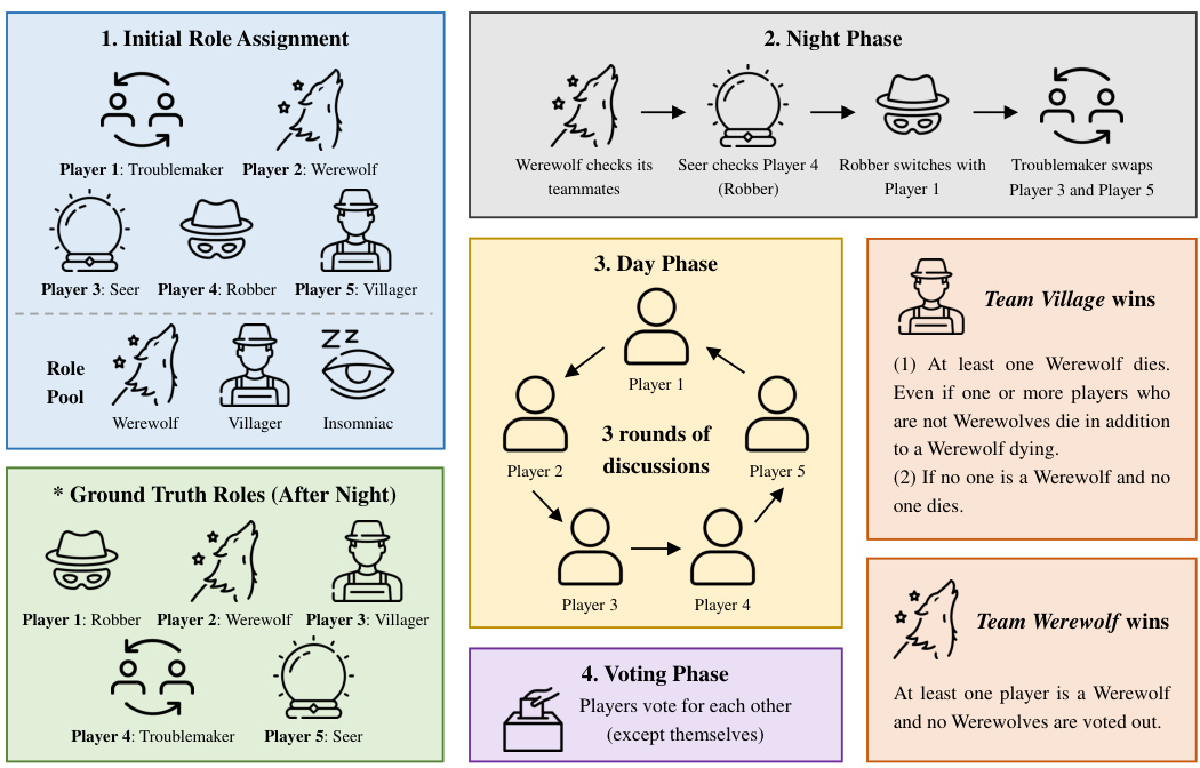 1. Initial Role Assignment
Player 1: Troublemaker
Player 2: Werewolf
Player 3: Seer
Player 4: Robber
Player 5: Villager
Role
Pool
ZZ
Werewolf
Villager
Insomniac
* Ground Truth Roles (After Night)
Player 1: Robber
Player 2: Werewolf
Player 3: Villager
Player 4: Troublemaker
Player 5: Seer
2. Night Phase
Werewolf checks its
teammates
Seer checks Player 4
(Robber)
Robber switches with
Player 1
Troublemaker swaps
Player 3 and Player 5
3. Day Phase
Player 1
Player 2
3 rounds of
discussions
Player 5
Player 3
Player 4
4. Voting Phase
Players vote for each other
(except themselves)
Team Village wins
(1) At least one Werewolf dies.
Even if one or more players who
are not Werewolves die in addition
to a Werewolf dying.
(2) If no one is a Werewolf and no
one dies.
Team Werewolf wins
At least one player is a Werewolf
and no Werewolves are voted out.